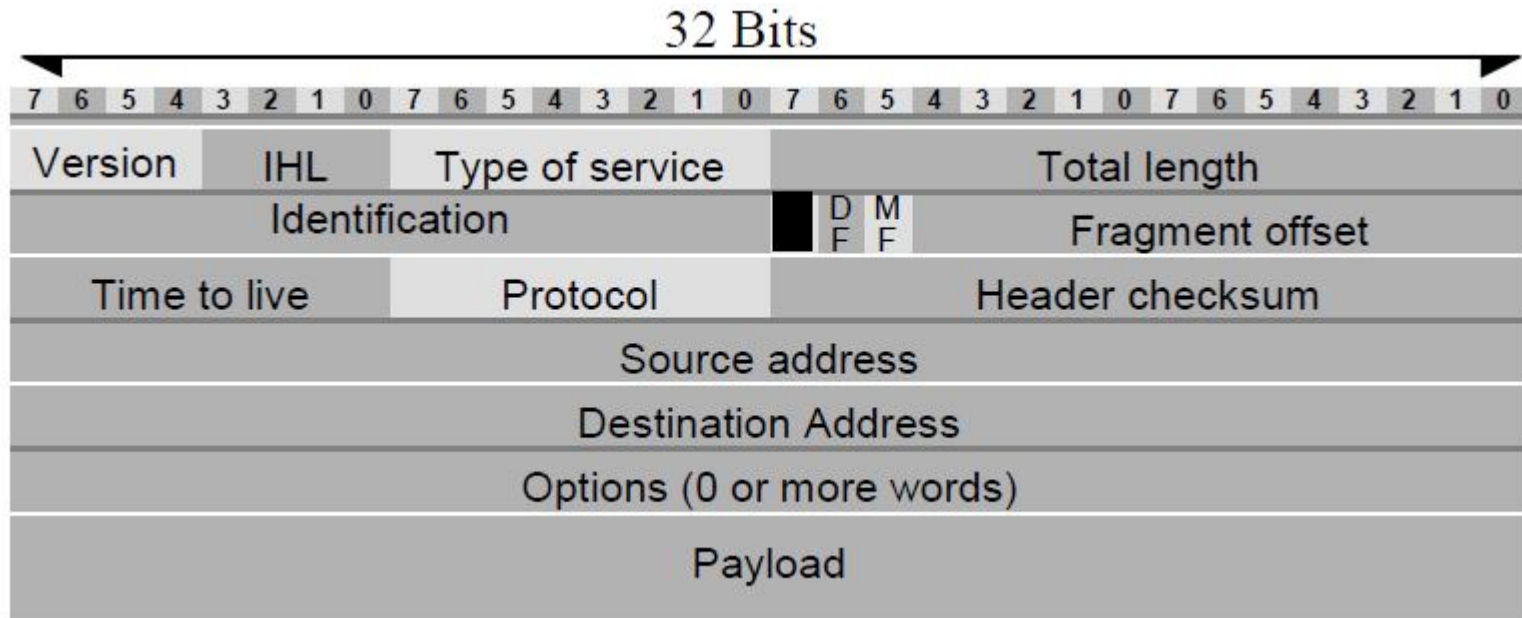 32 Bits
7 6 5 4 3 2 1 0 7 6 5 4 3 2 1 0 7 6 5 4 3 2 1 0 7 6 5 4 3 2 1 0
Version IHL Type of service Total length
Identification DF MF Fragment offset
Time to live Protocol Header checksum
Source address
Destination Address
Options (0 or more words)
Payload